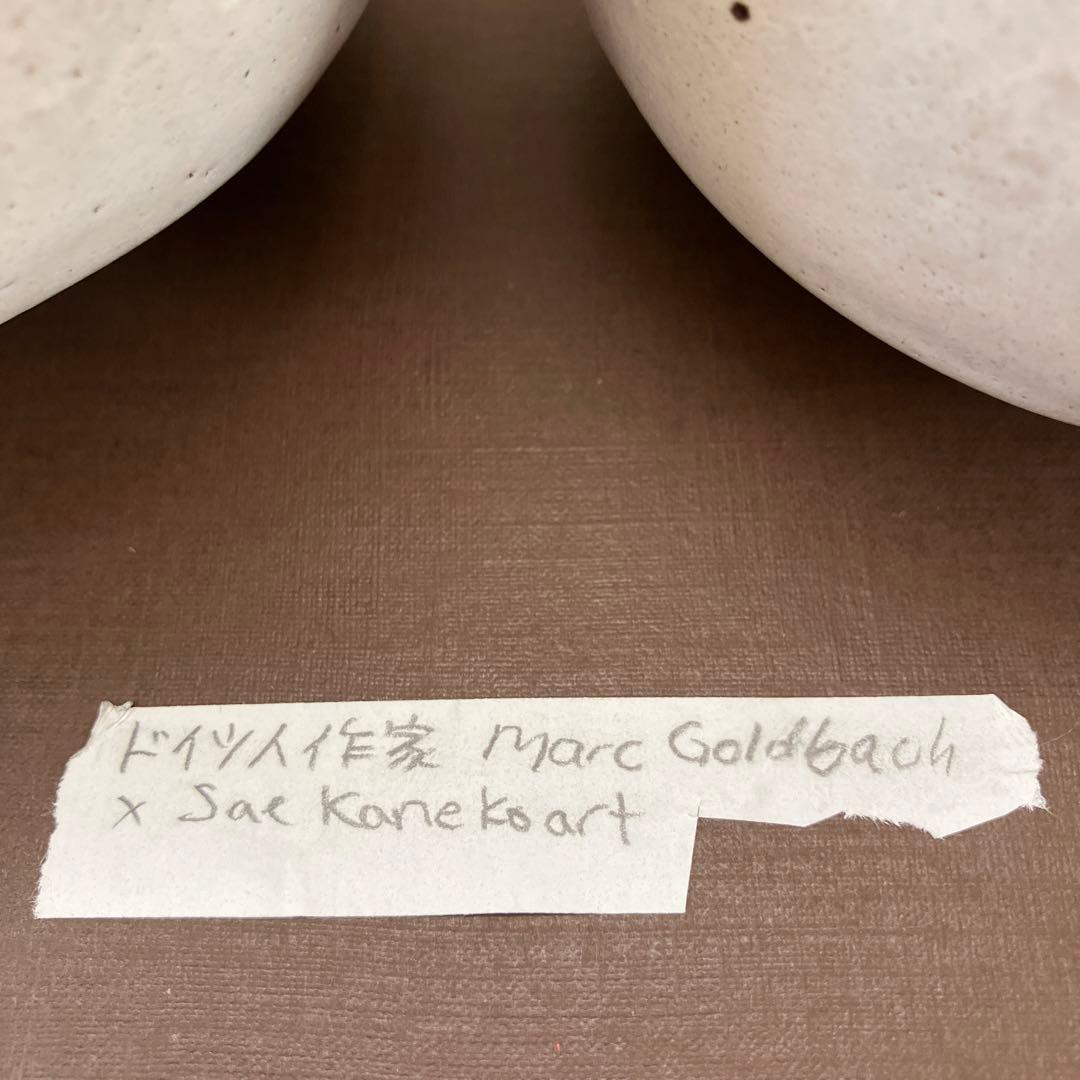 ドイツ人作家 Marc Goldbach
x Sae Kaneko art